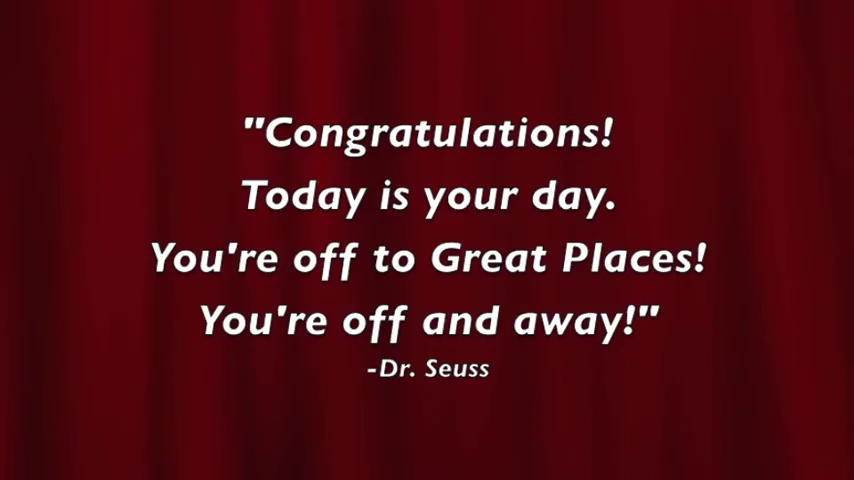 "Congratulations!
Today is your day.
You're off to Great Places!
You're off and away!"
-Dr. Seuss